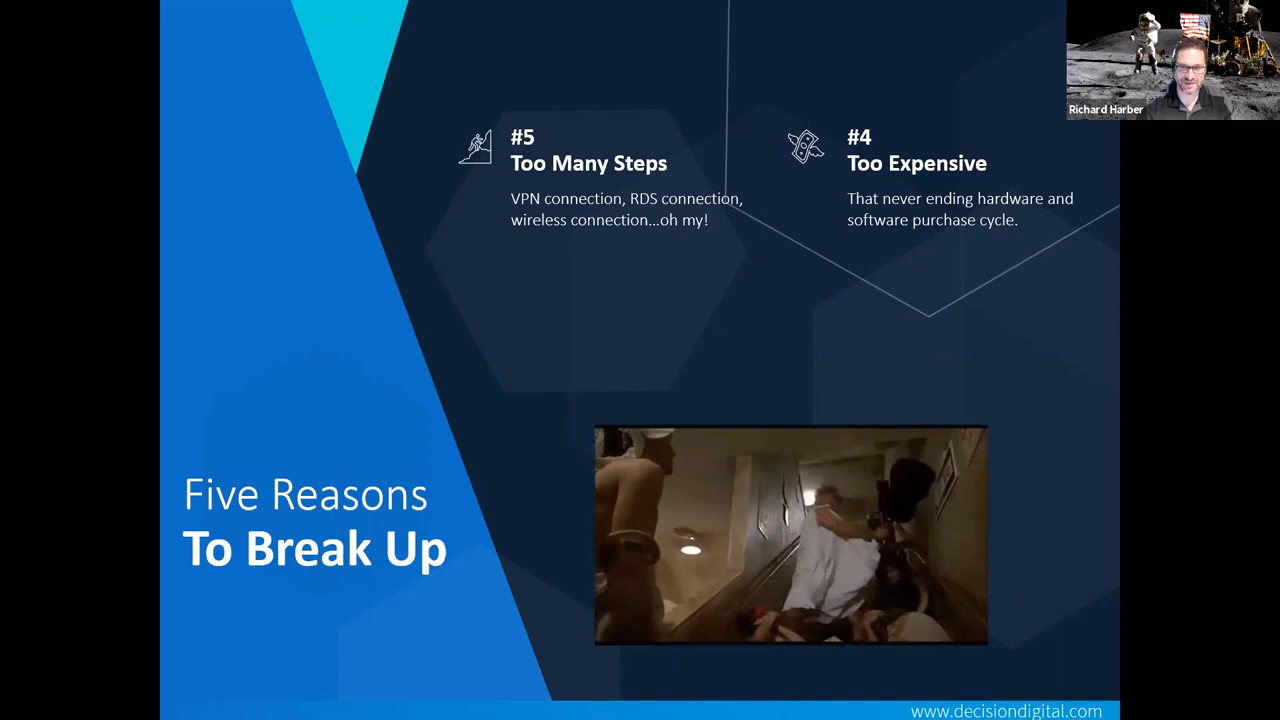 Richard Harber
#5
Too Many Steps
VPN connection, RDS connection,
wireless connection...oh my!
#4
Too Expensive
That never ending hardware and
software purchase cycle.
Five Reasons
To Break Up
www.decisiondigital.com